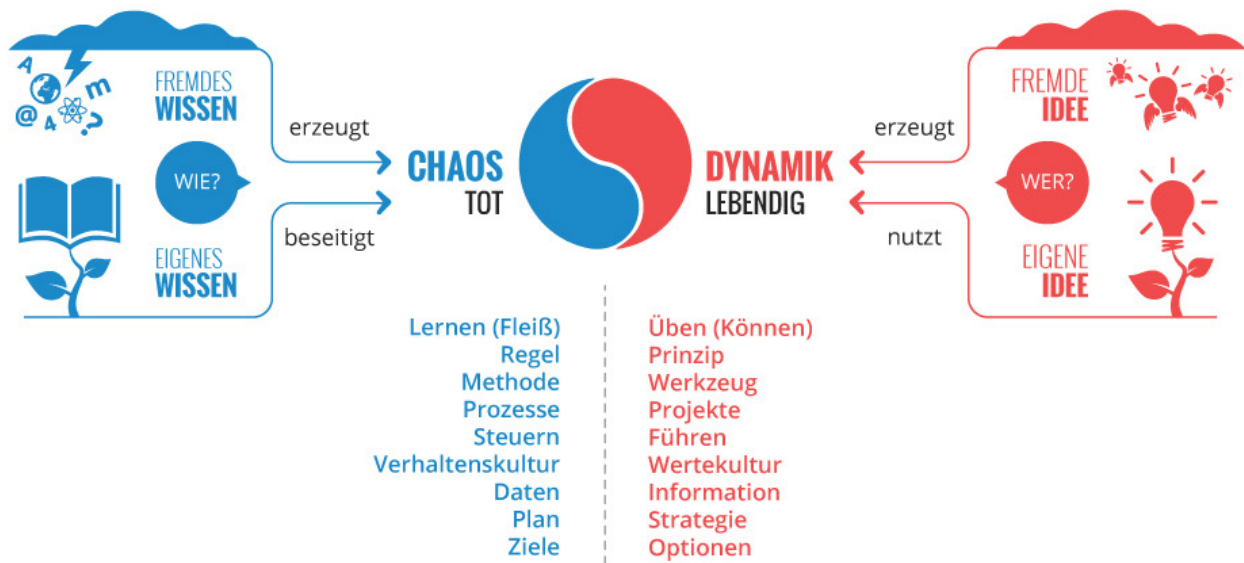 A
m
@
4
?
FREMDES
WISSEN
WIE?
EIGENES
WISSEN
erzeugt
beseitigt
CHAOS
TOT
DYNAMIK
LEBENDIG
erzeugt
nutzt
FREMDE
IDEE
WER?
EIGENE
IDEE
Lernen (Fleiß)
Regel
Methode
Prozesse
Steuern
Verhaltenskultur
Daten
Plan
Ziele
Üben (Können)
Prinzip
Werkzeug
Projekte
Führen
Wertekultur
Information
Strategie
Optionen